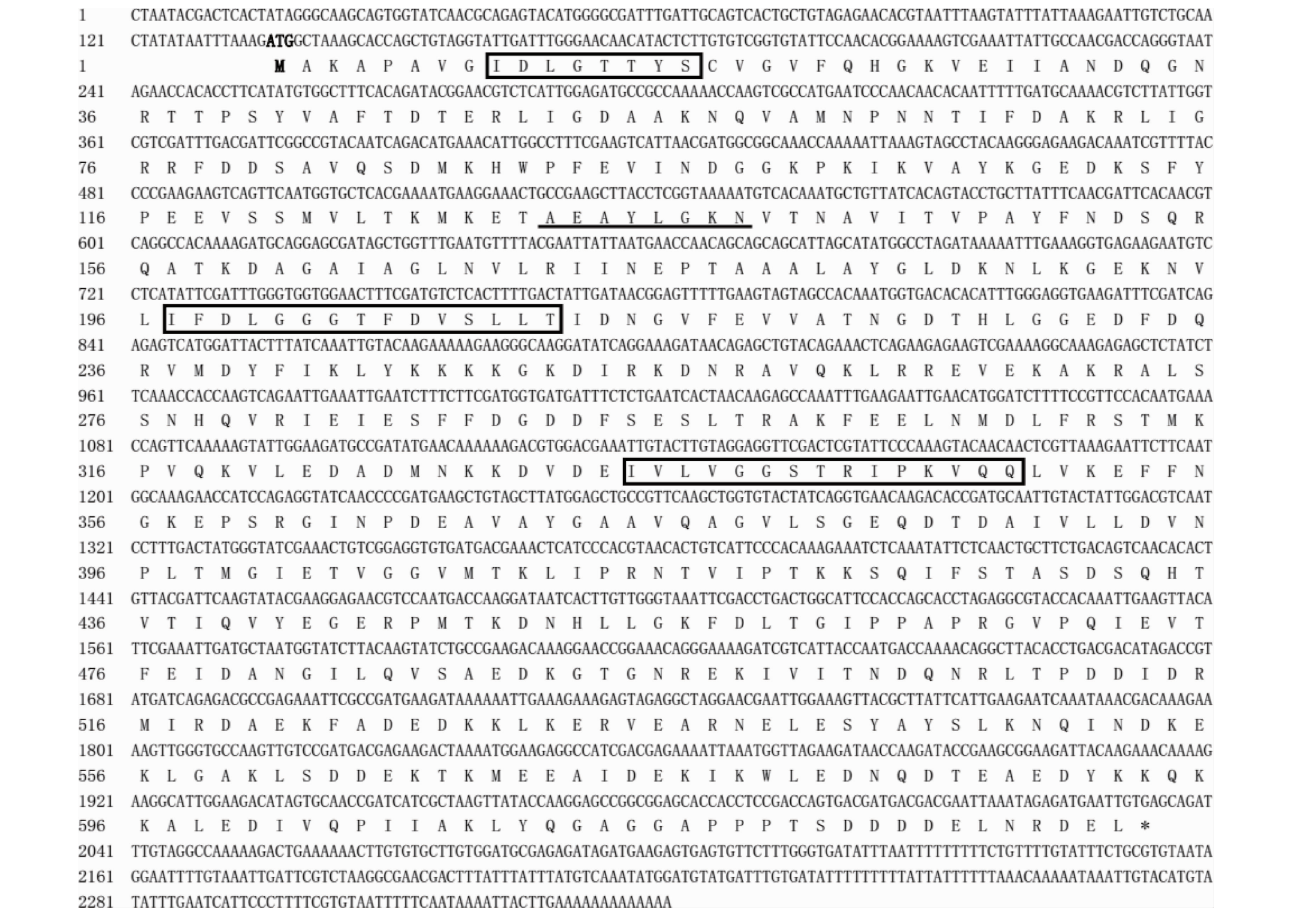 1 CTAATACGACTCACTATAGGGCAAGCAGTGGTATCAACGCAGAGTACATGGGGCGATTTGATTGCAGTCACTGCTGTAGAGAACACGTAATTTAAGTATTTATTAAAGAATTGTCTGCAA
121 CTATATAATTTAAAGATGGCTAAAGCACCAGCTGTAGGTATTGATTTGGGAACAACATACTCTTGTGTCGGTGTATTCCAACACGGAAAAGTCGAAATTATTGCCAACGACCAGGGTAAT
1 M A K A P A V G I D L G T T Y S C V G V F Q H G K V E I I A N D Q G N
241 AGAACCACACCTTCATATGTGGCTTTCACAGATACGGAACGTCTCATTGGAGATGCCGCCAAAAACCAAGTCGCCATGAATCCCAACAACACAATTTTTGATGCAAAACGTCTTATTGGT
36 R T T P S Y V A F T D T E R L I G D A A K N Q V A M N P N N T I F D A K R L I G
361 CGTCGATTTGACGATTCGGCCGTACAATCAGACATGAAACATTGGCCTTTCGAAGTCATTAACGATGGCGGCAAACCAAAAATTAAAGTAGCCTACAAGGGAGAAGACAAATCGTTTTAC
76 R R F D D S A V Q S D M K H W P F E V I N D G G K P K I K V A Y K G E D K S F Y
481 CCCGAAGAAGTCAGTTCAATGGTGCTCACGAAAATGAAGGAAACTGCCGAAGCTTACCTCGGTAAAAATGTCACAAATGCTGTTATCACAGTACCTGCTTATTTCAACGATTCACAACGT
116 P E E V S S M V L T K M K E T A E A Y L G K N V T N A V I T V P A Y F N D S Q R
601 CAGGCCACAAAAGATGCAGGAGCGATAGCTGGTTTGAATGTTTTACGAATTATTAATGAACCAACAGCAGCAGCATTAGCATATGGCCTAGATAAAAATTTGAAAGGTGAGAAGAATGTC
156 Q A T K D A G A I A G L N V L R I I N E P T A A A L A Y G L D K N L K G E K N V
721 CTCATATTCGATTTGGGTGGTGGAACTTTCGATGTCTCACTTTTGACTATTGATAACGGAGTTTTTGAAGTAGTAGCCACAAATGGTGACACACATTTGGGAGGTGAAGATTTCGATCAG
196 L I F D L G G G T F D V S L L T I D N G V F E V V A T N G D T H L G G E D F D Q
841 AGAGTCATGGATTACTTTATCAAATTGTACAAGAAAAAGAAGGGCAAGGATATCAGGAAAGATAACAGAGCTGTACAGAAACTCAGAAGAGAAGTCGAAAAGGCAAAGAGAGCTCTATCT
236 R V M D Y F I K L Y K K K K G K D I R K D N R A V Q K L R R E V E K A K R A L S
961 TCAAACCACCAAGTCAGAATTGAAATTGAATCTTTCTTCGATGGTGATGATTTCTCTGAATCACTAACAAGAGCCAAATTTGAAGAATTGAACATGGATCTTTTCCGTTCCACAATGAAA
276 S N H Q V R I E I E S F F D G D D F S E S L T R A K F E E L N M D L F R S T M K
1081 CCAGTTCAAAAAGTATTGGAAGATGCCGATATGAACAAAAAAGACGTGGACGAAATTGTACTTGTAGGAGGTTCGACTCGTATTCCCAAAGTACAACAACTCGTTAAAGAATTCTTCAAT
316 P V Q K V L E D A D M N K K D V D E I V L V G G S T R I P K V Q Q L V K E F F N
1201 GGCAAAGAACCATCCAGAGGTATCAACCCCGATGAAGCTGTAGCTTATGGAGCTGCCGTTCAAGCTGGTGTACTATCAGGTGAACAAGACACCGATGCAATTGTACTATTGGACGTCAAT
356 G K E P S R G I N P D E A V A Y G A A V Q A G V L S G E Q D T D A I V L L D V N
1321 CCTTTGACTATGGGTATCGAAACTGTCGGAGGTGTGATGACGAAACTCATCCCACGTAACACTGTCATTCCCACAAAGAAATCTCAAATATTCTCAACTGCTTCTGACAGTCAACACACT
396 P L T M G I E T V G G V M T K L I P R N T V I P T K K S Q I F S T A S D S Q H T
1441 GTTACGATTCAAGTATACGAAGGAGAACGTCCAATGACCAAGGATAATCACTTGTTGGGTAAATTCGACCTGACTGGCATTCCACCAGCACCTAGAGGCGTACCACAAATTGAAGTTACA
436 V T I Q V Y E G E R P M T K D N H L L G K F D L T G I P P A P R G V P Q I E V T
1561 TTCGAAATTGATGCTAATGGTATCTTACAAGTATCTGCCGAAGACAAAGGAACCGGAAACAGGGAAAAGATCGTCATTACCAATGACCAAAACAGGCTTACACCTGACGACATAGACCGT
476 F E I D A N G I L Q V S A E D K G T G N R E K I V I T N D Q N R L T P D D I D R
1681 ATGATCAGAGACGCCGAGAAATTCGCCGATGAAGATAAAAAATTGAAAGAAAGAGTAGAGGCTAGGAACGAATTGGAAAGTTACGCTTATTCATTGAAGAATCAAATAAACGACAAAGAA
516 M I R D A E K F A D E D K K L K E R V E A R N E L E S Y A Y S L K N Q I N D K E
1801 AAGTTGGGTGCCAAGTTGTCCGATGACGAGAAGACTAAAATGGAAGAGGCCATCGACGAGAAAATTAAATGGTTAGAAGATAACCAAGATACCGAAGCGGAAGATTACAAGAAACAAAAG
556 K L G A K L S D D E K T K M E E A I D E K I K W L E D N Q D T E A E D Y K K Q K
1921 AAGGCATTGGAAGACATAGTGCAACCGATCATCGCTAAGTTATACCAAGGAGCCGGCGGAGCACCACCTCCGACCAGTGACGATGACGACGAATTAAATAGAGATGAATTGTGAGCAGAT
596 K A L E D I V Q P I I A K L Y Q G A G G A P P P T S D D D D E L N R D E L *
2041 TTGTAGGCCAAAAAGACTGAAAAAACTTGTGTGCTTGTGGATGCGAGAGATAGATGAAGAGTGAGTGTTCTTTGGGTGATATTTAATTTTTTTTTCTGTTTTGTATTTCTGCGTGTAATA
2161 GGAATTTTGTAAATTGATTCGTCTAAGGCGAACGACTTTATTTATTTATGTCAAATATGGATGTATGATTTGTGATATTTTTTTTTATTATTTTTTAAACAAAAATAAATTGTACATGTA
2281 TATTTGAATCATTCCCTTTTCGTGTAATTTTTCAATAAAATTACTTGAAAAAAAAAAAAA